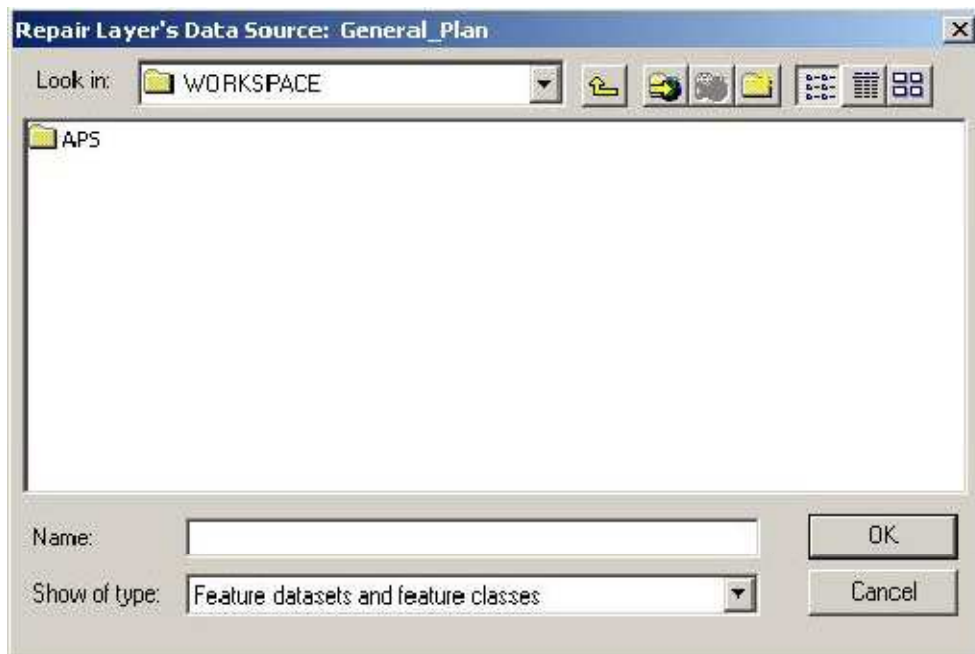 Repair Layer's Data Source: General_Plan
Look in: WORKSPACE
APS
Name: OK
Show of type: Feature datasets and feature classes Cancel